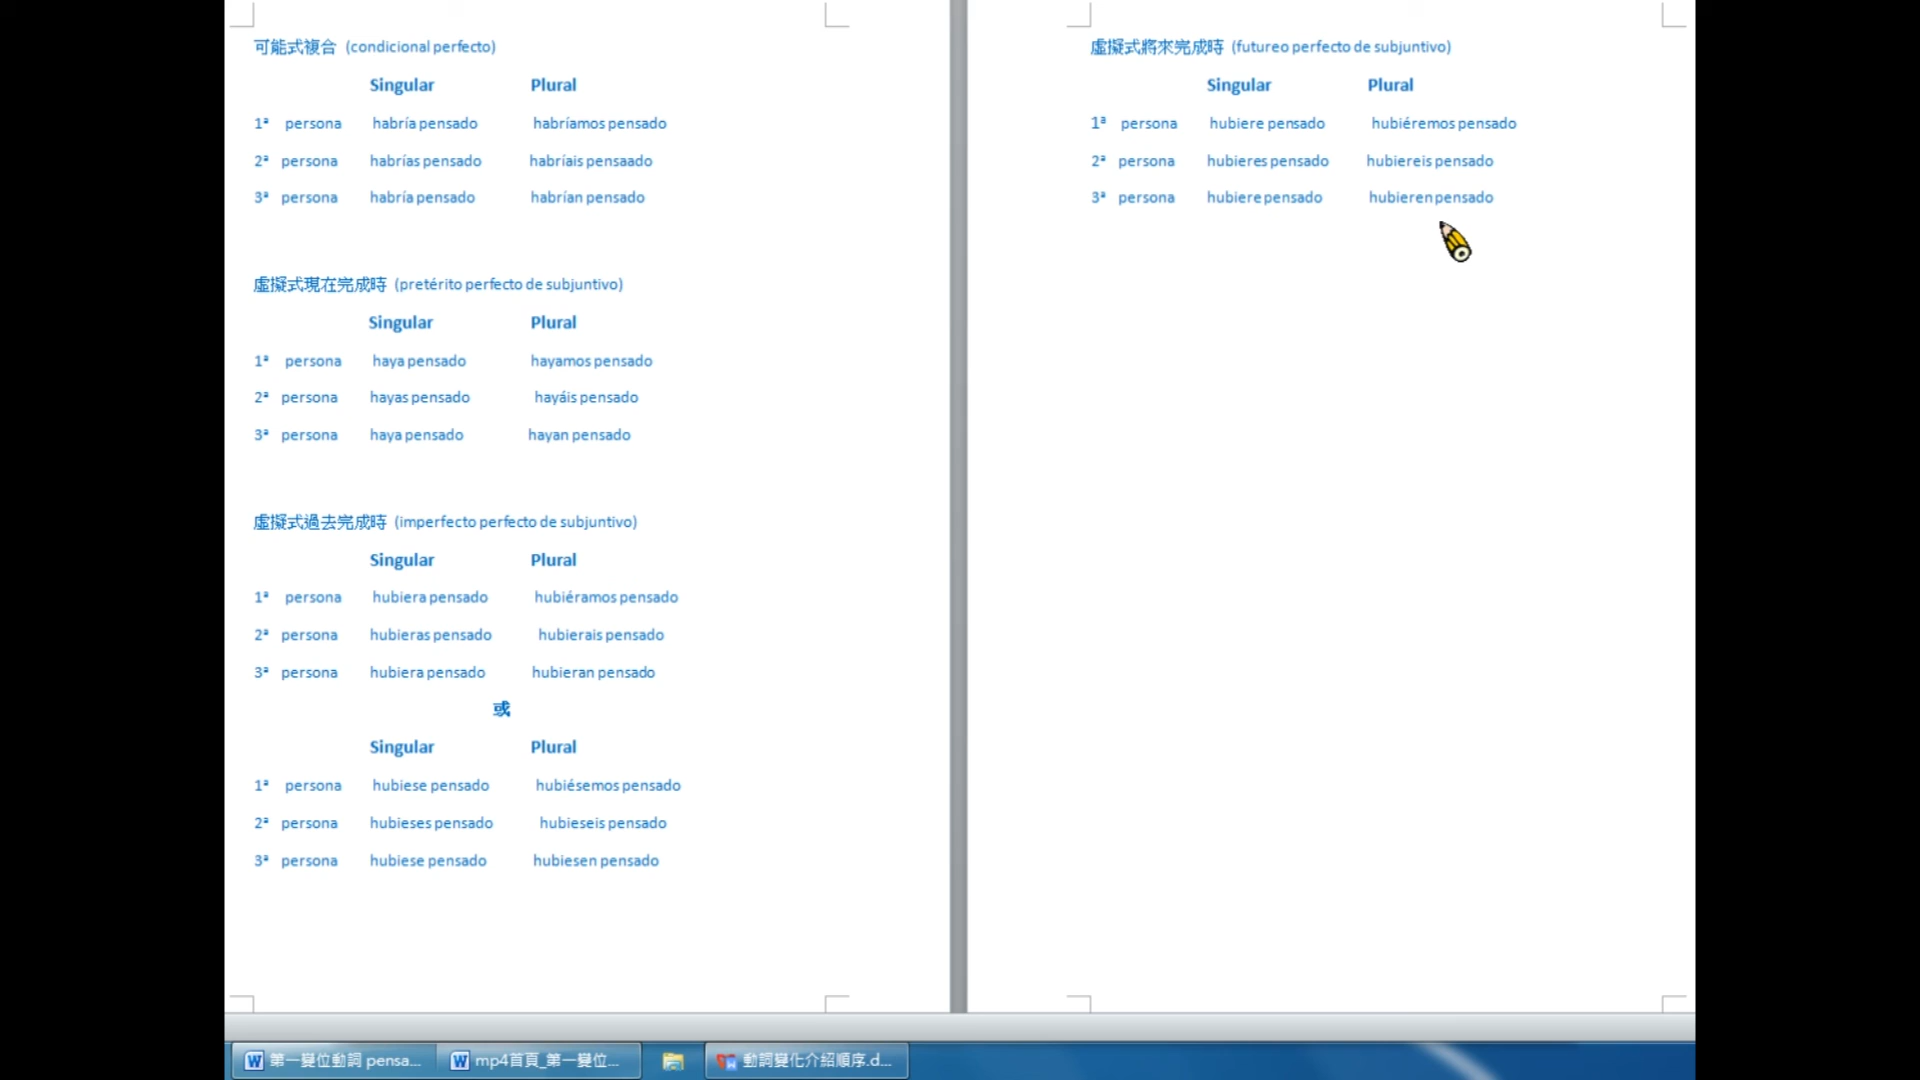 可能式複合 (condicional perfecto)
Singular Plural
1ª persona habría pensado habríamos pensado
2ª persona habrías pensado habríais pensaado
3ª persona habría pensado habrían pensado
虛擬式現在完成時 (pretérito perfecto de subjuntivo)
Singular Plural
1ª persona haya pensado hayamos pensado
2ª persona hayas pensado hayáis pensado
3ª persona haya pensado hayan pensado
虛擬式過去完成時 (imperfecto perfecto de subjuntivo)
Singular Plural
1ª persona hubiera pensado hubiéramos pensado
2ª persona hubieras pensado hubierais pensado
3ª persona hubiera pensado hubieran pensado
或
Singular Plural
1ª persona hubiese pensado hubiésemos pensado
2ª persona hubieses pensado hubieseis pensado
3ª persona hubiese pensado hubiesen pensado
虛擬式將來完成時 (futureo perfecto de subjuntivo)
Singular Plural
1ª persona hubiere pensado hubiéremos pensado
2ª persona hubieres pensado hubiereis pensado
3ª persona hubiere pensado hubieren pensado
第一變位動詞 pensa... mp4首頁_第一變位... 動詞變化介紹順序.d...